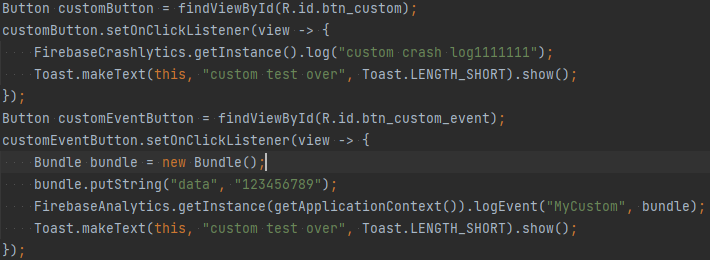 Button customButton = findViewById(R.id.btn_custom);
customButton.setOnClickListener(view -> {
    FirebaseCrashlytics.getInstance().log("custom crash log1111111");
    Toast.makeText(this, "custom test over", Toast.LENGTH_SHORT).show();
});
Button customEventButton = findViewById(R.id.btn_custom_event);
customEventButton.setOnClickListener(view -> {
    Bundle bundle = new Bundle();
    bundle.putString("data", "123456789");
    FirebaseAnalytics.getInstance(getApplicationContext()).logEvent("MyCustom", bundle);
    Toast.makeText(this, "custom test over", Toast.LENGTH_SHORT).show();
});